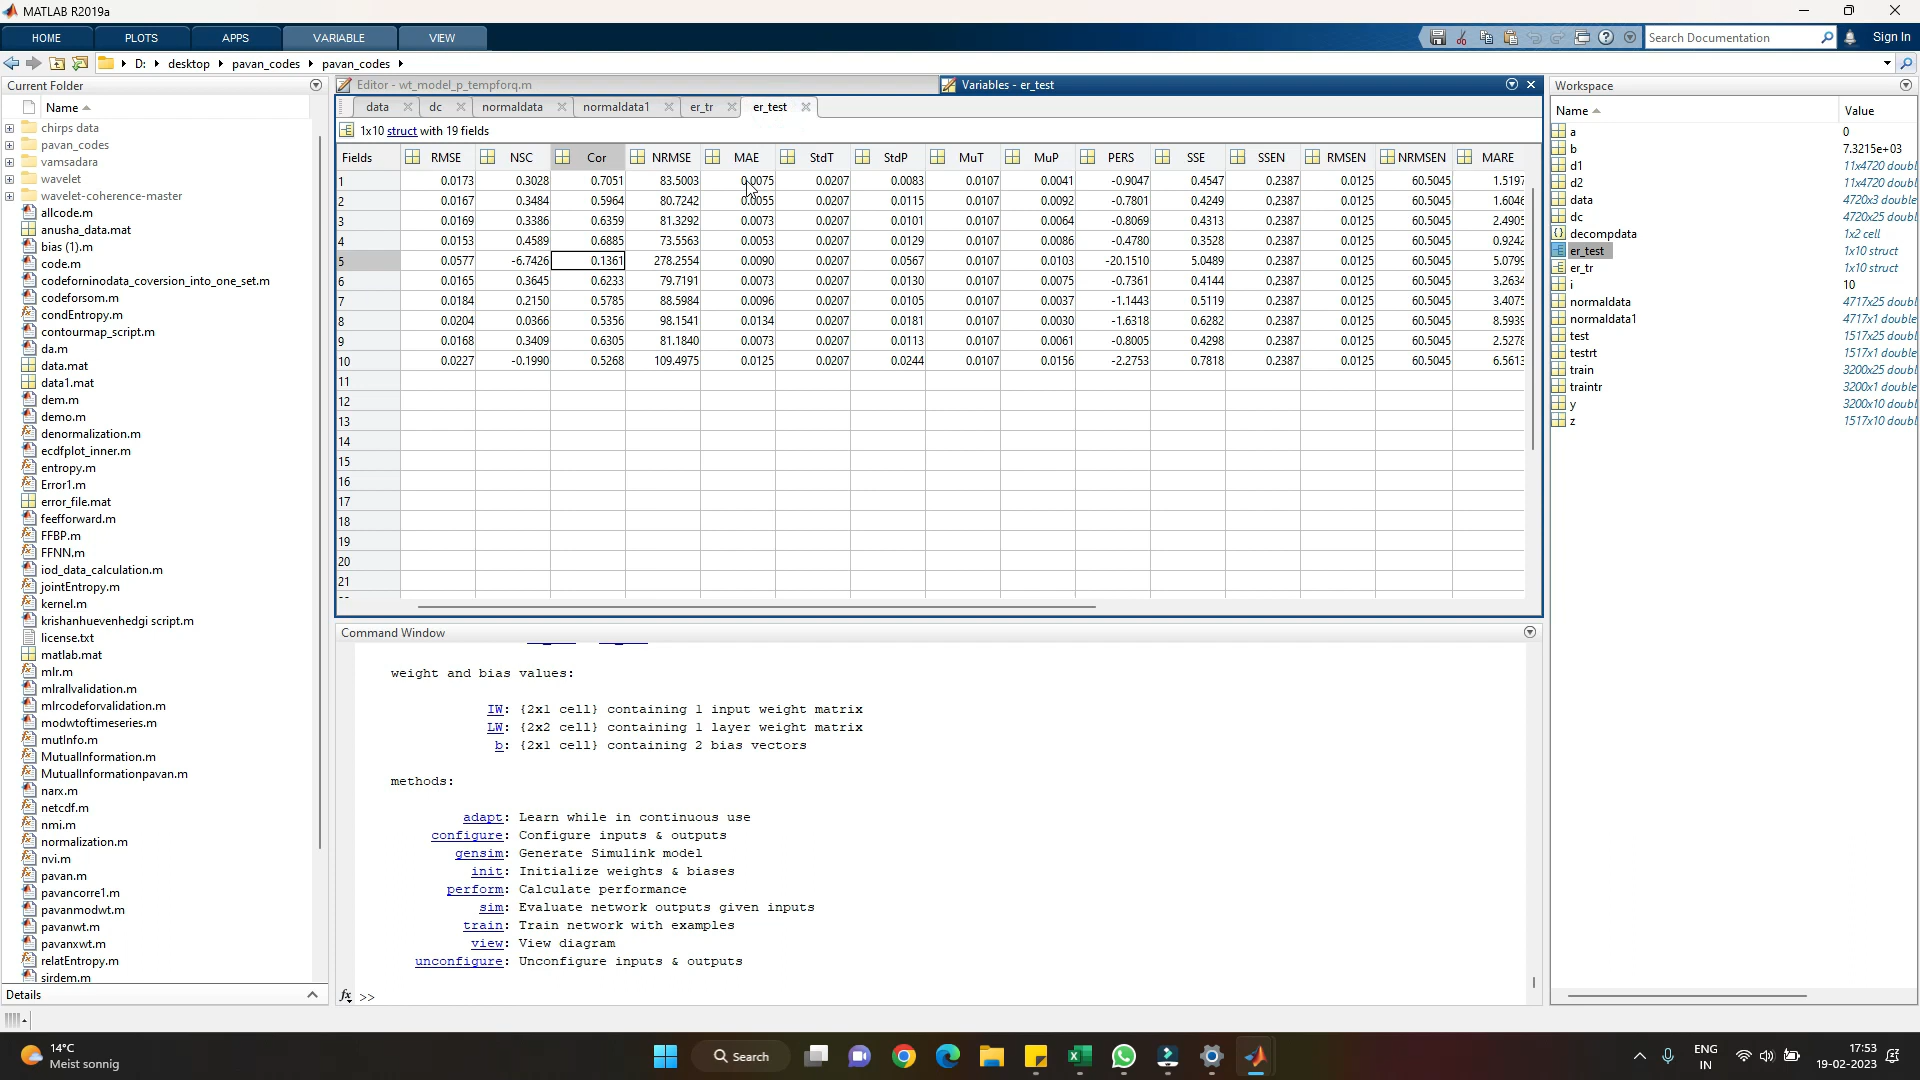 MATLAB R2019a
HOME PLOTS APPS VARIABLE VIEW Search Documentation Sign In
D: desktop pavan_codes pavan_codes
Current Folder
Name
chirps data
pavan_codes
vamsadara
wavelet
wavelet-coherence-master
allcode.m
anusha_data.mat
bias (1).m
code.m
codeforninodata_coversion_into_one_set.m
codeforsom.m
condEntropy.m
contourmap_script.m
da.m
data.mat
data1.mat
dem.m
demo.m
denormalization.m
ecdfplot_inner.m
entropy.m
Error1.m
error_file.mat
feefforward.m
FFBP.m
FFNN.m
iod_data_calculation.m
jointEntropy.m
kernel.m
krishanhuevenhedgi script.m
license.txt
matlab.mat
mlr.m
mlrallvalidation.m
mlrcodeforvalidation.m
modwtoftimeseries.m
mutInfo.m
MutualInformation.m
MutualInformationpavan.m
narx.m
netcdf.m
nmi.m
normalization.m
nvi.m
pavan.m
pavancorre1.m
pavanmodwt.m
pavanwt.m
pavanxwt.m
relatEntropy.m
sirdem.m
Details
Editor - wt_model_p_tempforq.m
Variables - er_test
data dc normaldata normaldata1 er_tr er_test
1x10 struct with 19 fields
Fields RMSE NSC Cor NRMSE MAE StdT StdP MuT MuP PERS SSE SSEN RMSEN NRMSEN MARE
1 0.0173 0.3028 0.7051 83.5003 0.0075 0.0207 0.0083 0.0107 0.0041 -0.9047 0.4547 0.2387 0.0125 60.5045 1.5197
2 0.0167 0.3484 0.5964 80.7242 0.0055 0.0207 0.0115 0.0107 0.0092 -0.7801 0.4249 0.2387 0.0125 60.5045 1.6046
3 0.0169 0.3386 0.6359 81.3292 0.0073 0.0207 0.0101 0.0107 0.0064 -0.8069 0.4313 0.2387 0.0125 60.5045 2.4905
4 0.0153 0.4589 0.6885 73.5563 0.0053 0.0207 0.0129 0.0107 0.0086 -0.4780 0.3528 0.2387 0.0125 60.5045 0.9242
5 0.0577 -6.7426 0.1361 278.2554 0.0090 0.0207 0.0567 0.0107 0.0103 -20.1510 5.0489 0.2387 0.0125 60.5045 5.0799
6 0.0165 0.3645 0.6233 79.7191 0.0073 0.0207 0.0130 0.0107 0.0075 -0.7361 0.4144 0.2387 0.0125 60.5045 3.2634
7 0.0184 0.2150 0.5785 88.5984 0.0096 0.0207 0.0105 0.0107 0.0037 -1.1443 0.5119 0.2387 0.0125 60.5045 3.4075
8 0.0204 0.0366 0.5356 98.1541 0.0134 0.0207 0.0181 0.0107 0.0030 -1.6318 0.6282 0.2387 0.0125 60.5045 8.5939
9 0.0168 0.3409 0.6305 81.1840 0.0073 0.0207 0.0113 0.0107 0.0061 -0.8005 0.4298 0.2387 0.0125 60.5045 2.5278
10 0.0227 -0.1990 0.5268 109.4975 0.0125 0.0207 0.0244 0.0107 0.0156 -2.2753 0.7818 0.2387 0.0125 60.5045 6.5613
11
12
13
14
15
16
17
18
19
20
21
Command Window
weight and bias values:
IW: {2x1 cell} containing 1 input weight matrix
LW: {2x2 cell} containing 1 layer weight matrix
b: {2x1 cell} containing 2 bias vectors
methods:
adapt: Learn while in continuous use
configure: Configure inputs & outputs
gensim: Generate Simulink model
init: Initialize weights & biases
perform: Calculate performance
sim: Evaluate network outputs given inputs
train: Train network with examples
view: View diagram
unconfigure: Unconfigure inputs & outputs
fx >>
Workspace
Name Value
a 0
b 7.3215e+03
d1 11x4720 doubl
d2 11x4720 doubl
data 4720x3 double
dc 4720x25 doubl
decompdata 1x2 cell
er_test 1x10 struct
er_tr 1x10 struct
i 10
normaldata 4717x25 doubl
normaldata1 4717x1 double
test 1517x25 doubl
testrt 1517x1 double
train 3200x25 doubl
traintr 3200x1 double
y 3200x10 doubl
z 1517x10 doubl
14°C
Meist sonnig
Search
ENG
IN
17:53
19-02-2023